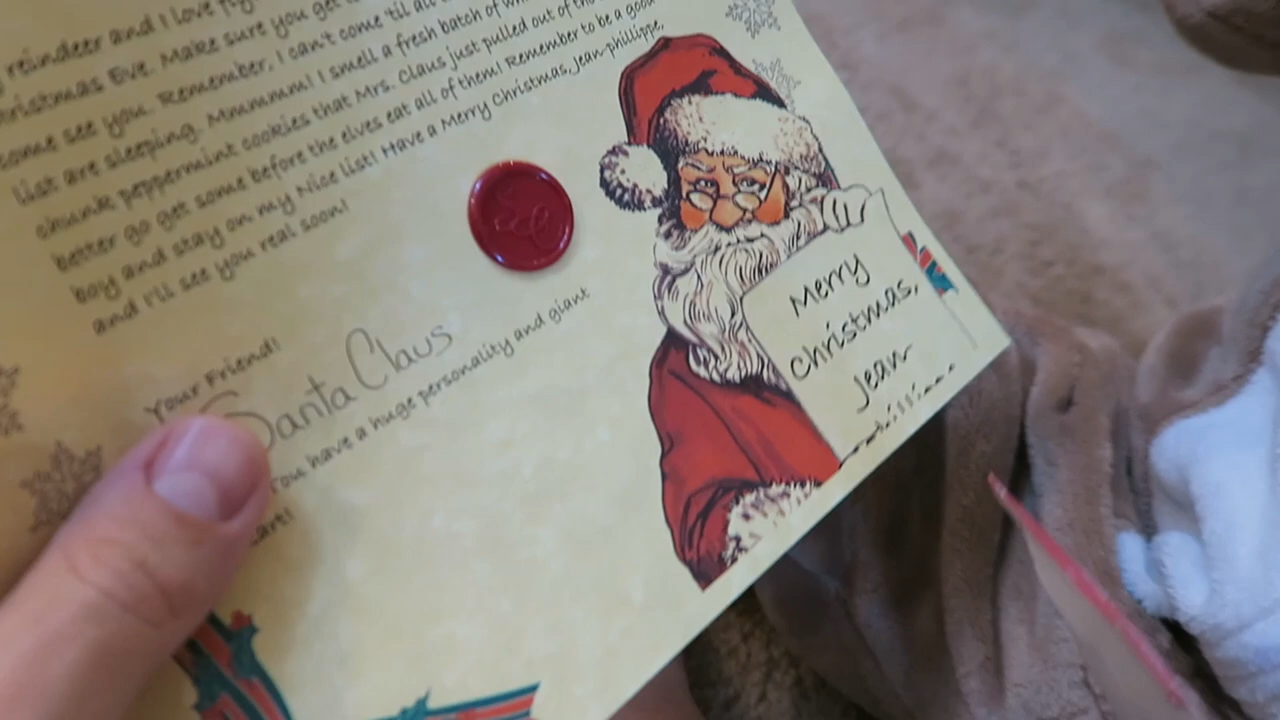 reindeer and I love
Christmas Eve. Make sure you get
come see you. Remember, I can't come 'til all
list are sleeping. Mmmmm! I smell a fresh batch of
chunk peppermint cookies that Mrs. Claus just pulled out of the
better go get some before the elves eat all of them! Remember to be a good
boy and stay on my Nice list! Have a Merry Christmas, Jean-phillippe,
and I'll see you real soon!
Your Friend!
Santa Claus
You have a huge personality and giant
Merry
Christmas,
Jean-